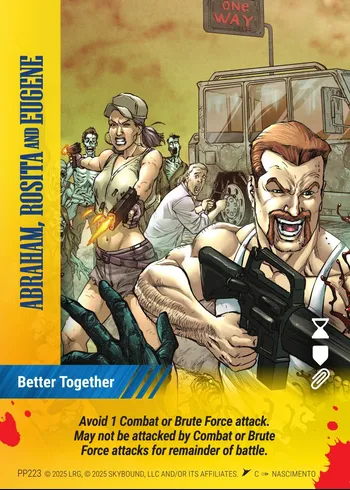 ONE
WAY
ABRAHAM, ROSITA AND EUGENE
Better Together
Avoid 1 Combat or Brute Force attack.
May not be attacked by Combat or Brute
Force attacks for remainder of battle.
PP223 © 2025 LRG, © 2025 SKYBOUND, LLC AND/OR ITS AFFILIATES. C NASCIMENTO